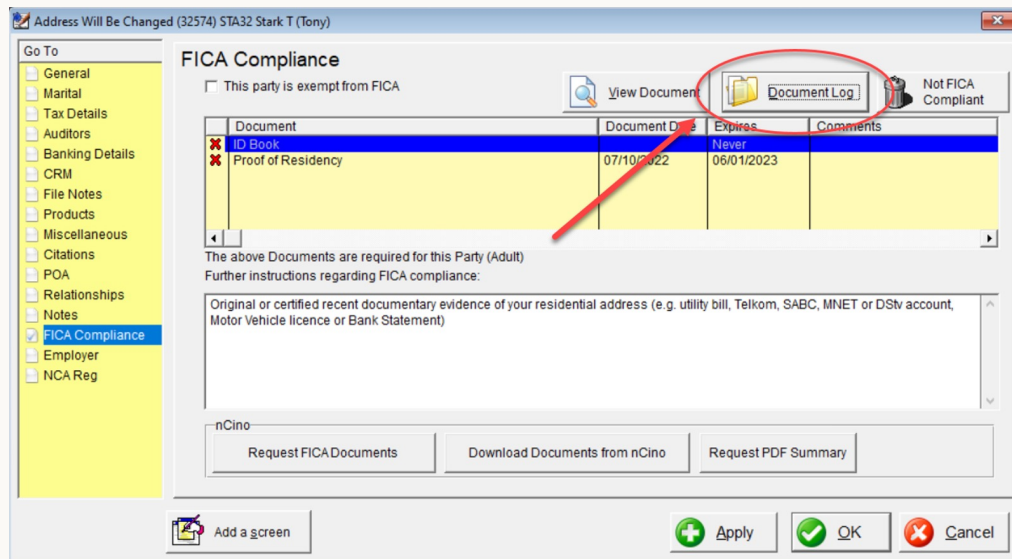 Address Will Be Changed (32574) STA32 Stark T (Tony)
Go To
General
Marital
Tax Details
Auditors
Banking Details
CRM
File Notes
Products
Miscellaneous
Citations
POA
Relationships
Notes
FICA Compliance
Employer
NCA Reg
FICA Compliance
This party is exempt from FICA
View Document
Document Log
Not FICA
Compliant
Document Document Date Expires Comments
ID Book Never
Proof of Residency 07/10/2022 06/01/2023
The above Documents are required for this Party (Adult)
Further instructions regarding FICA compliance:
Original or certified recent documentary evidence of your residential address (e.g. utility bill, Telkom, SABC, MNET or DStv account,
Motor Vehicle licence or Bank Statement)
nCino
Request FICA Documents Download Documents from nCino Request PDF Summary
Add a screen Apply OK Cancel